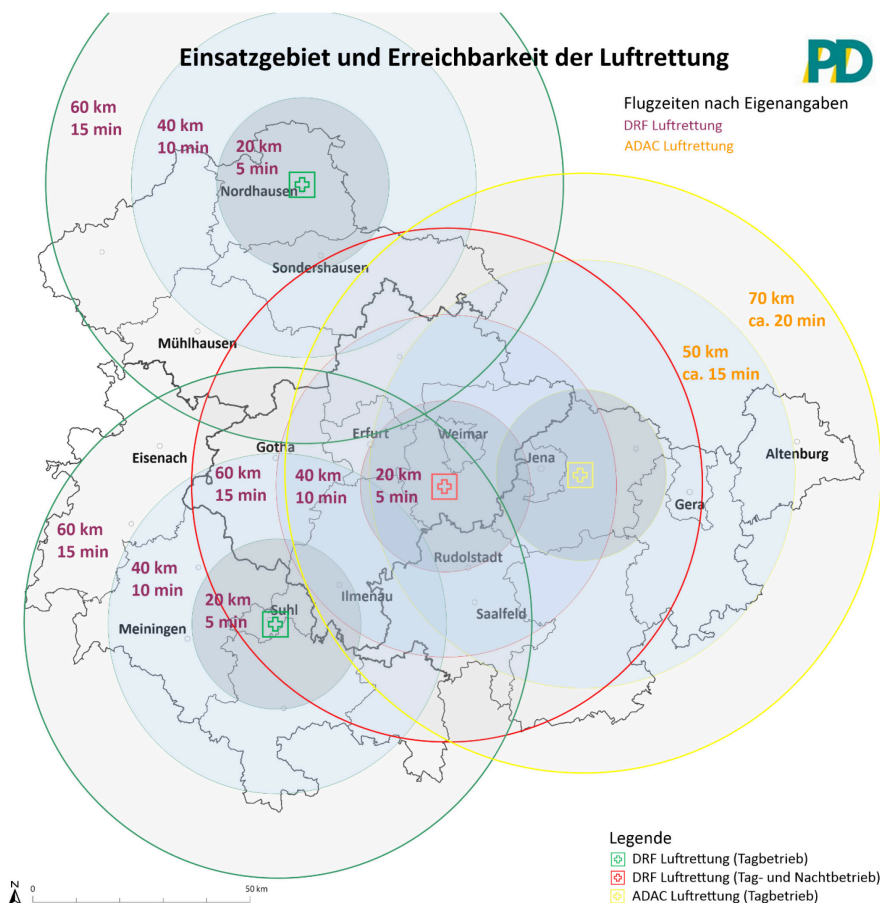 Einsatzgebiet und Erreichbarkeit der Luftrettung
PD
Flugzeiten nach Eigenangaben
DRF Luftrettung
ADAC Luftrettung
60 km
15 min
40 km
10 min
20 km
5 min
Nordhausen
Sondershausen
Mühlhausen
70 km
ca. 20 min
50 km
ca. 15 min
Eisenach
Gotha
Erfurt
Weimar
Jena
Gera
Altenburg
60 km
15 min
40 km
10 min
20 km
5 min
Rudolstadt
Saalfeld
Ilmenau
60 km
15 min
40 km
10 min
20 km
5 min
Suhl
Meiningen
Legende
DRF Luftrettung (Tagbetrieb)
DRF Luftrettung (Tag- und Nachtbetrieb)
ADAC Luftrettung (Tagbetrieb)
N
0
50 km